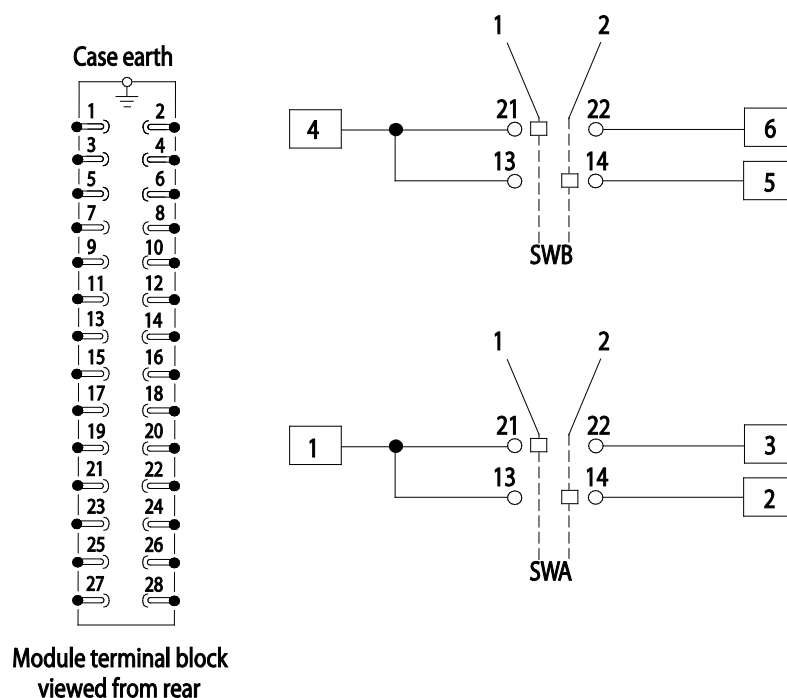 Case earth
1 2
3 4
5 6
7 8
9 10
11 12
13 14
15 16
17 18
19 20
21 22
23 24
25 26
27 28
Module terminal block
viewed from rear
1 2
4 21 22 6
13 14 5
SWB
1 2
1 21 22 3
13 14 2
SWA